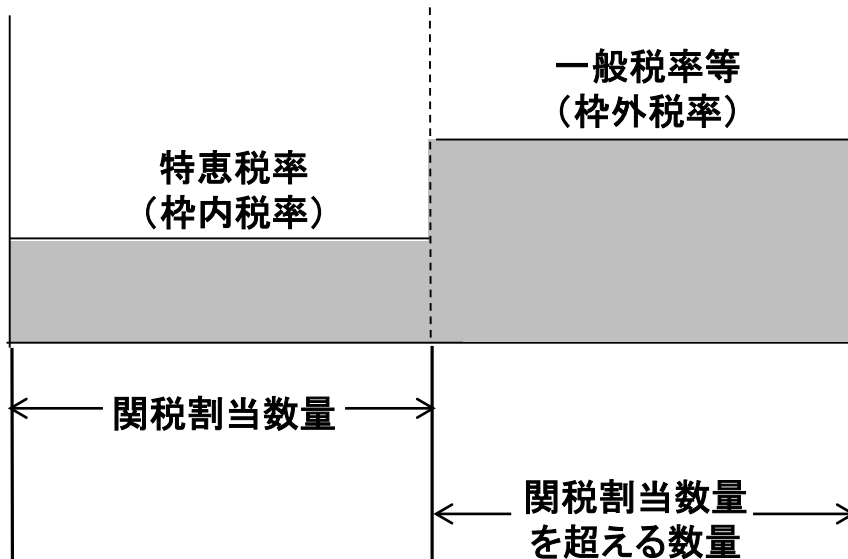 一般税率等
（枠外税率）
特恵税率
（枠内税率）
関税割当数量
関税割当数量
を超える数量